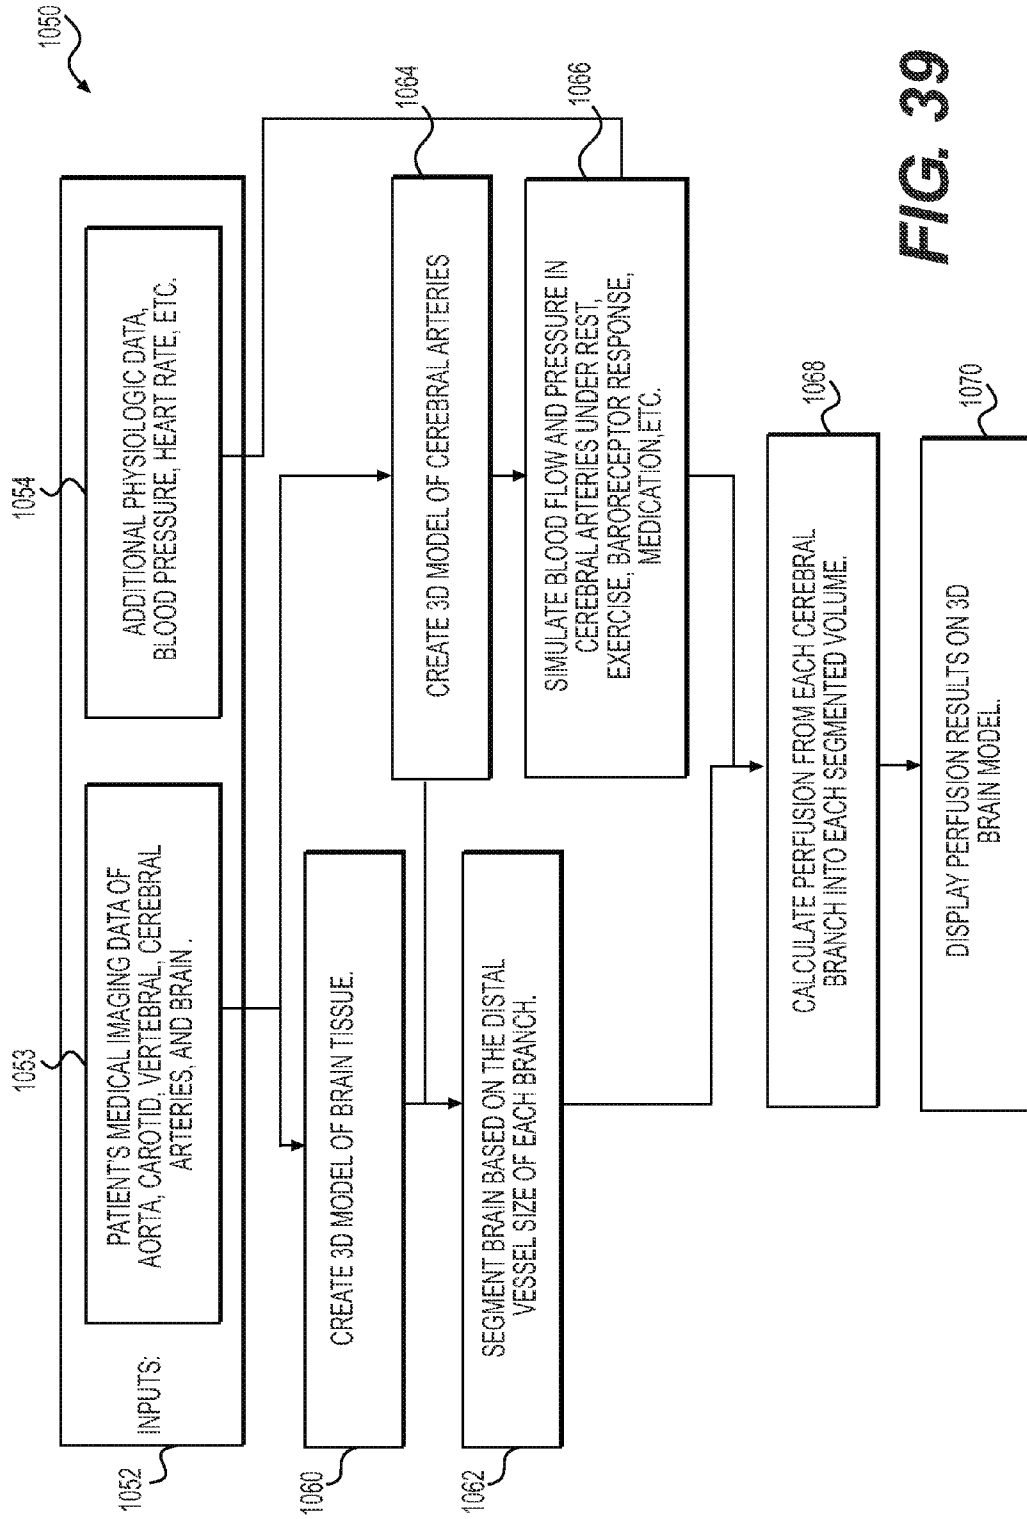 1050
1053
1054
1052
INPUTS:
PATIENT'S MEDICAL IMAGING DATA OF
AORTA, CAROTID, VERTEBRAL, CEREBRAL
ARTERIES, AND BRAIN .
ADDITIONAL PHYSIOLOGIC DATA,
BLOOD PRESSURE, HEART RATE, ETC.
1060
CREATE 3D MODEL OF BRAIN TISSUE.
1064
CREATE 3D MODEL OF CEREBRAL ARTERIES
1062
SEGMENT BRAIN BASED ON THE DISTAL
VESSEL SIZE OF EACH BRANCH.
1066
SIMULATE BLOOD FLOW AND PRESSURE IN
CEREBRAL ARTERIES UNDER REST,
EXERCISE, BARORECEPTOR RESPONSE,
MEDICATION,ETC.
1068
CALCULATE PERFUSION FROM EACH CEREBRAL
BRANCH INTO EACH SEGMENTED VOLUME.
1070
DISPLAY PERFUSION RESULTS ON 3D
BRAIN MODEL.
FIG. 39